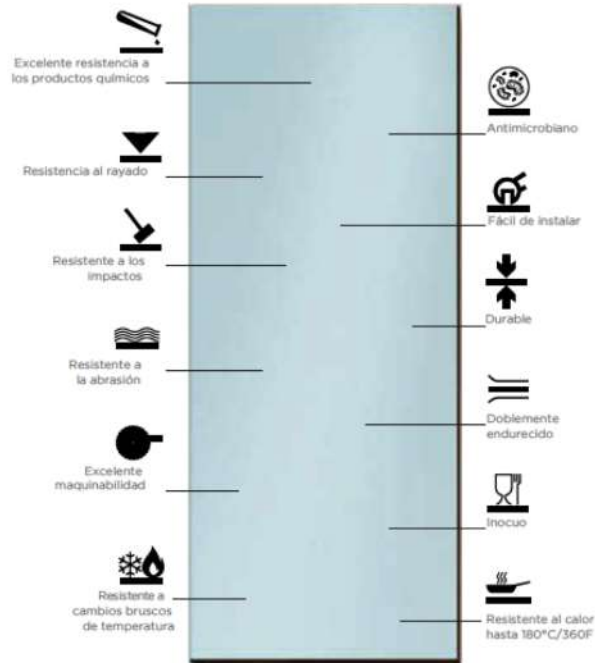 Excelente resistencia a
los productos químicos
Resistencia al rayado
Resistente a los
impactos
Resistente a
la abrasión
Excelente
maquinabilidad
Resistente a
cambios bruscos
de temperatura
Antimicrobiano
Fácil de instalar
Durable
Doblemente
endurecido
Inocuo
Resistente al calor
hasta 180°C/360F